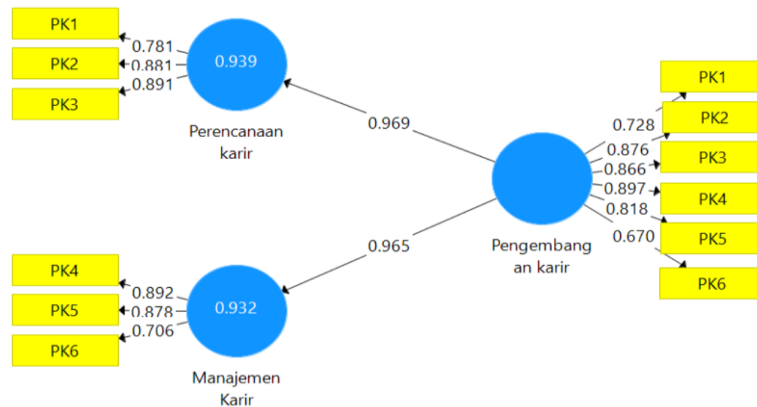 PK1
PK2
PK3
0.781
0.881
0.891
0.939
Perencanaan
karir
0.969
0.965
PK4
PK5
PK6
0.892
0.878
0.706
0.932
Manajemen
Karir
Pengembang
an karir
0.728
0.876
0.866
0.897
0.818
0.670
PK1
PK2
PK3
PK4
PK5
PK6